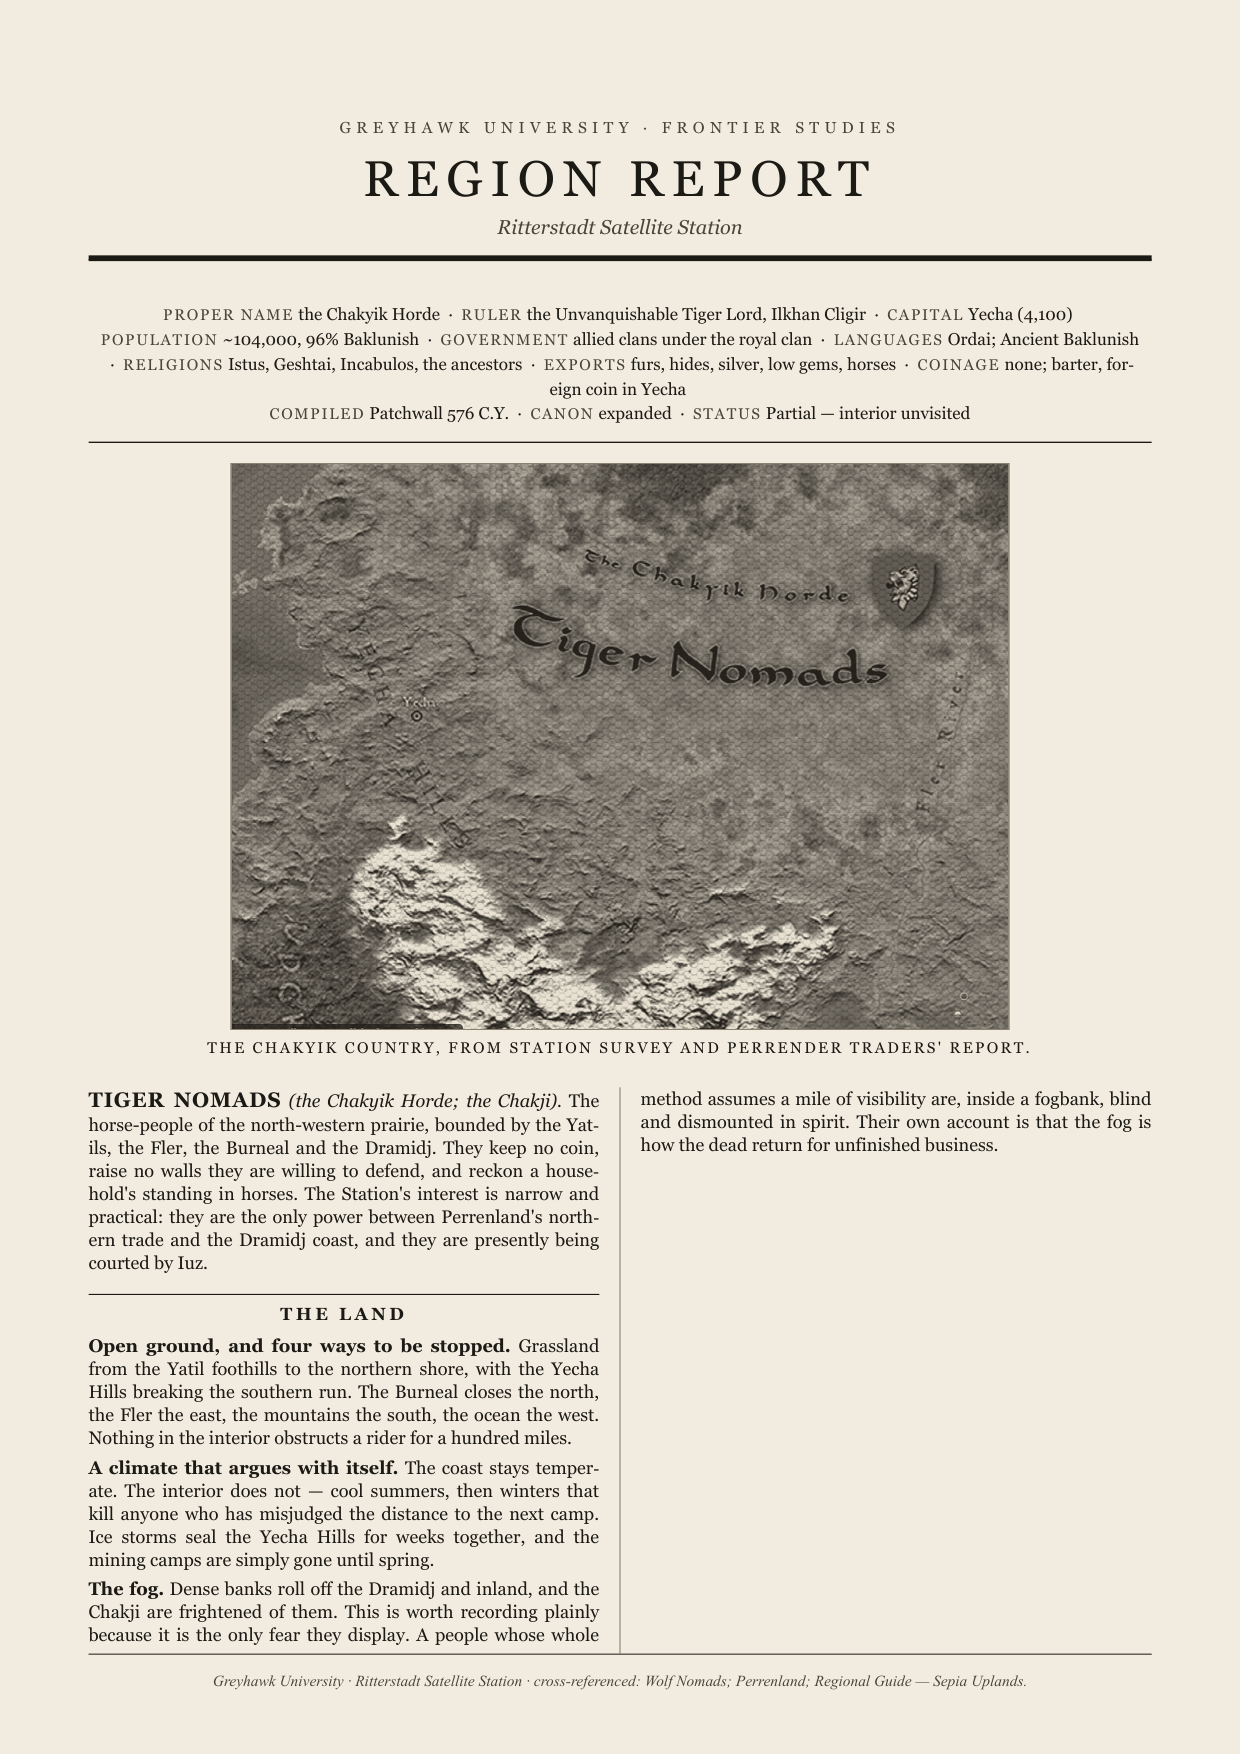 GREYHAWK UNIVERSITY · FRONTIER STUDIES
REGION REPORT
Ritterstadt Satellite Station
PROPER NAME the Chakyik Horde · RULER the Unvanquishable Tiger Lord, Ilkhan Cligir · CAPITAL Yecha (4,100)
POPULATION ~104,000, 96% Baklunish · GOVERNMENT allied clans under the royal clan · LANGUAGES Ordai; Ancient Baklunish
· RELIGIONS Istus, Geshtai, Incabulos, the ancestors · EXPORTS furs, hides, silver, low gems, horses · COINAGE none; barter, for-
eign coin in Yecha
COMPILED Patchwall 576 C.Y. · CANON expanded · STATUS Partial — interior unvisited
The Chakyik Horde
Tiger Nomads
YECHA
Yecha
HILLS
Fler River
THE CHAKYIK COUNTRY, FROM STATION SURVEY AND PERRENDER TRADERS' REPORT.
TIGER NOMADS (the Chakyik Horde; the Chakji). The
horse-people of the north-western prairie, bounded by the Yat-
ils, the Fler, the Burneal and the Dramidj. They keep no coin,
raise no walls they are willing to defend, and reckon a house-
hold's standing in horses. The Station's interest is narrow and
practical: they are the only power between Perrenland's north-
ern trade and the Dramidj coast, and they are presently being
courted by Iuz.
THE LAND
Open ground, and four ways to be stopped. Grassland
from the Yatil foothills to the northern shore, with the Yecha
Hills breaking the southern run. The Burneal closes the north,
the Fler the east, the mountains the south, the ocean the west.
Nothing in the interior obstructs a rider for a hundred miles.
A climate that argues with itself. The coast stays temper-
ate. The interior does not — cool summers, then winters that
kill anyone who has misjudged the distance to the next camp.
Ice storms seal the Yecha Hills for weeks together, and the
mining camps are simply gone until spring.
The fog. Dense banks roll off the Dramidj and inland, and the
Chakji are frightened of them. This is worth recording plainly
because it is the only fear they display. A people whose whole
method assumes a mile of visibility are, inside a fogbank, blind
and dismounted in spirit. Their own account is that the fog is
how the dead return for unfinished business.
Greyhawk University · Ritterstadt Satellite Station · cross-referenced: Wolf Nomads; Perrenland; Regional Guide — Sepia Uplands.